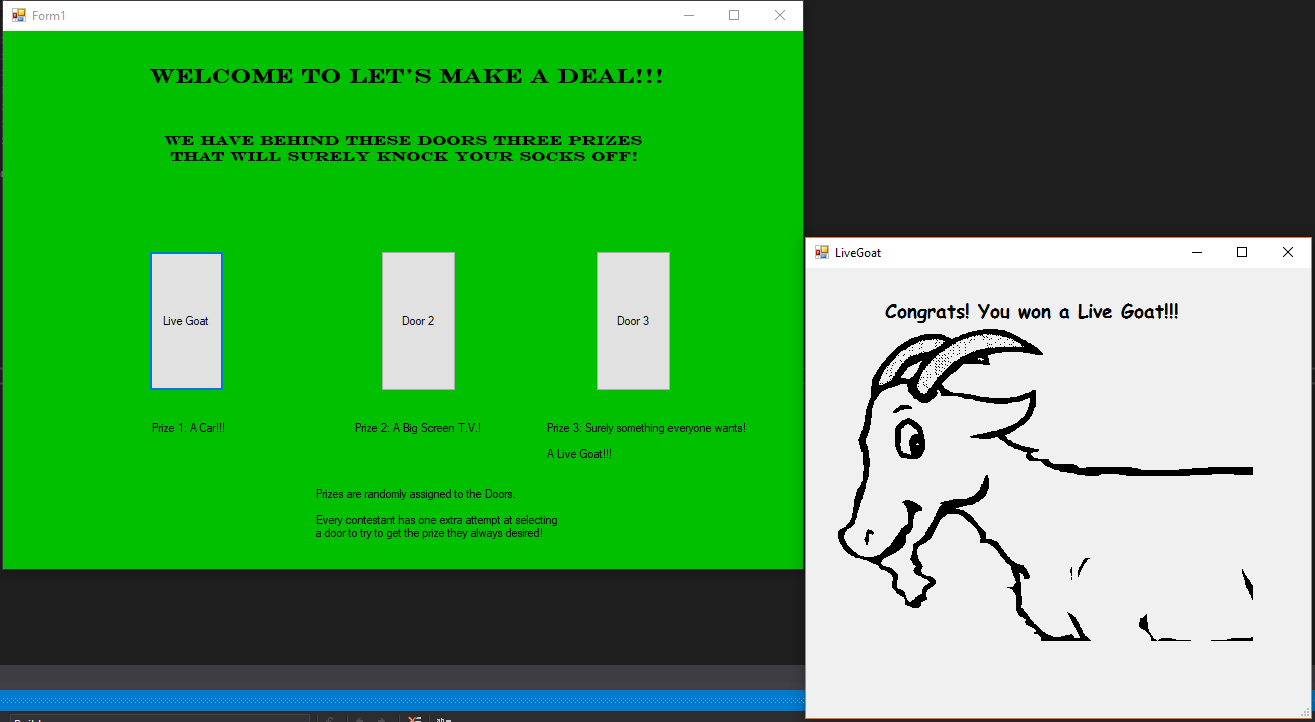 Form1
WELCOME TO LET'S MAKE A DEAL!!!
WE HAVE BEHIND THESE DOORS THREE PRIZES
THAT WILL SURELY KNOCK YOUR SOCKS OFF!
Live Goat
Door 2
Door 3
Prize 1: A Car!!!
Prize 2: A Big Screen T.V.!
Prize 3: Surely something everyone wants!
A Live Goat!!!
Prizes are randomly assigned to the Doors.
Every contestant has one extra attempt at selecting
a door to try to get the prize they always desired!
LiveGoat
Congrats! You won a Live Goat!!!